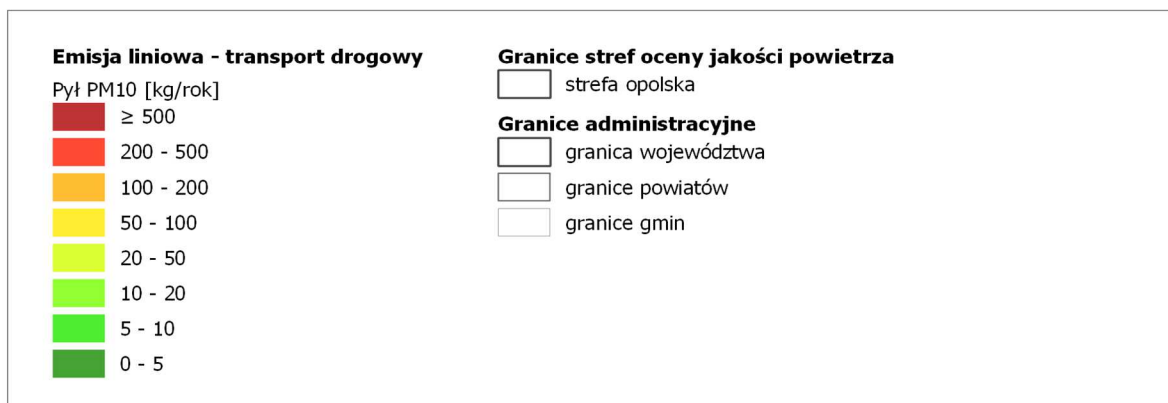 Emisja liniowa - transport drogowy
Pył PM10 [kg/rok]
≥ 500
200 - 500
100 - 200
50 - 100
20 - 50
10 - 20
5 - 10
0 - 5
Granice stref oceny jakości powietrza
strefa opolska
Granice administracyjne
granica województwa
granice powiatów
granice gmin